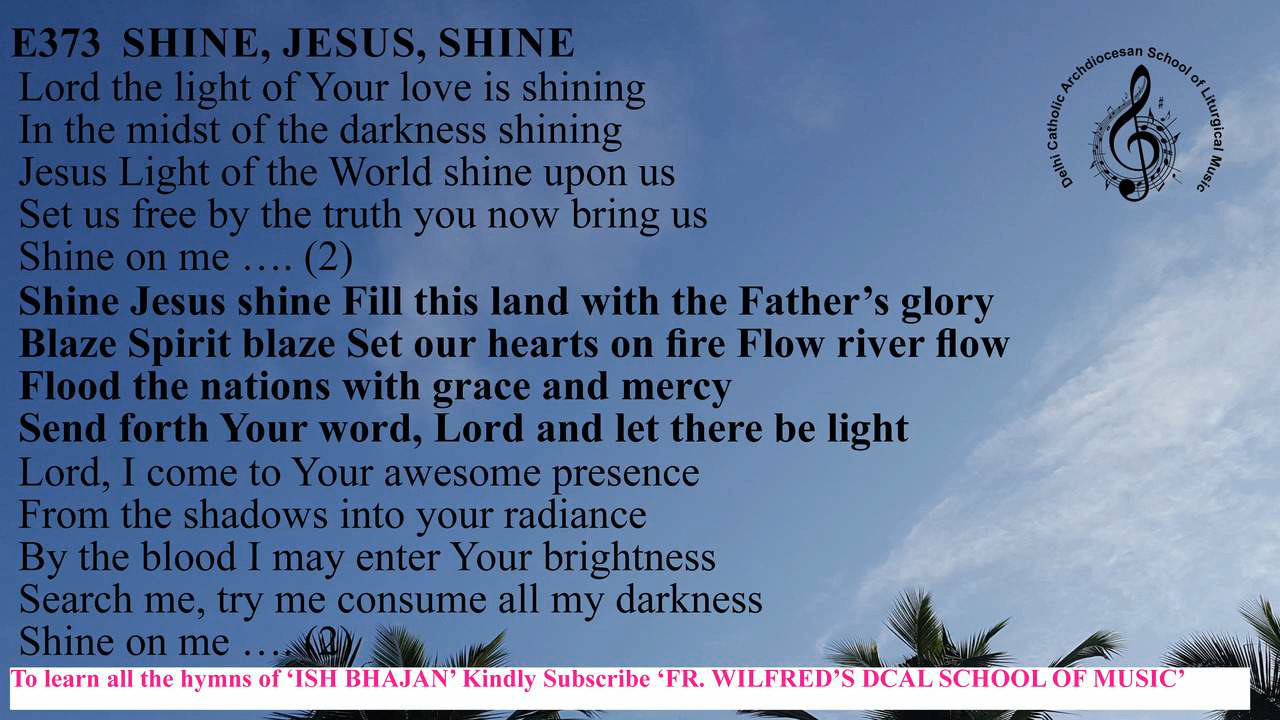 E373 SHINE, JESUS, SHINE
Lord the light of Your love is shining
In the midst of the darkness shining
Jesus Light of the World shine upon us
Set us free by the truth you now bring us
Shine on me …. (2)
Shine Jesus shine Fill this land with the Father’s glory
Blaze Spirit blaze Set our hearts on fire Flow river flow
Flood the nations with grace and mercy
Send forth Your word, Lord and let there be light
Lord, I come to Your awesome presence
From the shadows into your radiance
By the blood I may enter Your brightness
Search me, try me consume all my darkness
Shine on me …. (2)
To learn all the hymns of ‘ISH BHAJAN’ Kindly Subscribe ‘FR. WILFRED’S DCAL SCHOOL OF MUSIC’
Delhi Catholic Archdiocesan School of Liturgical Music